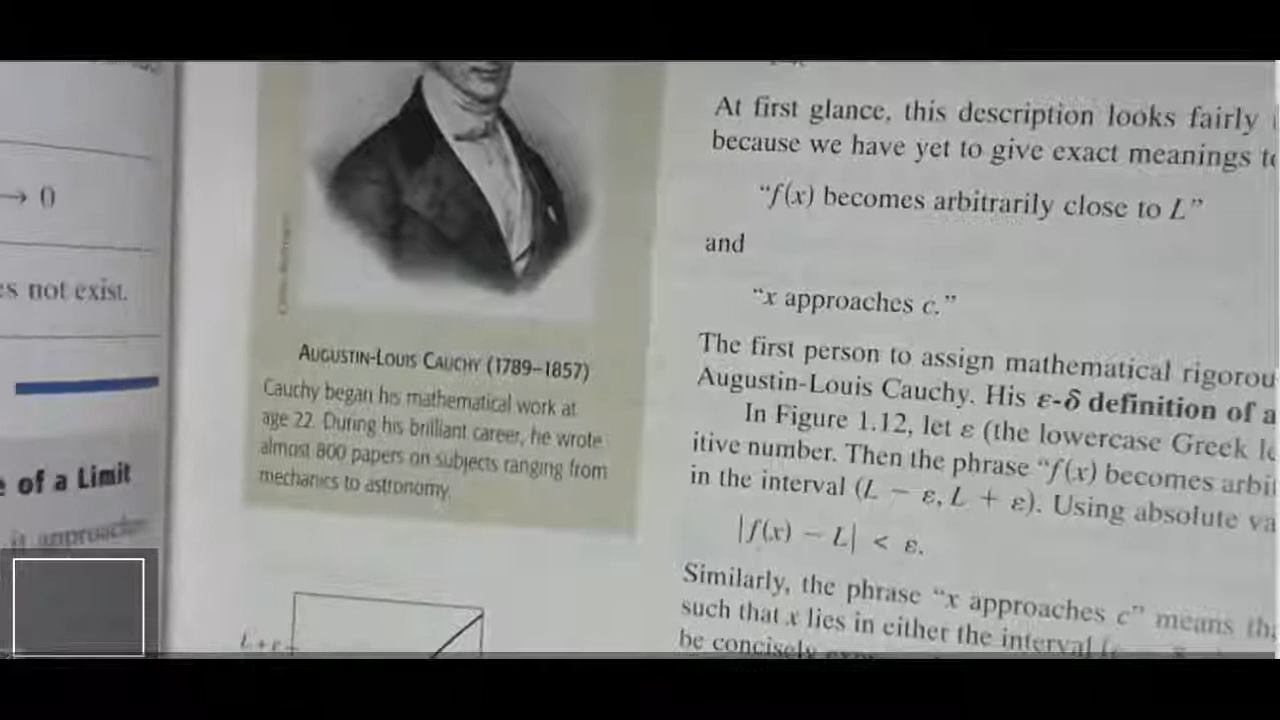 → 0
es not exist.
e of a Limit
it approache
AUGUSTIN-LOUIS CAUCHY (1789–1857)
Cauchy began his mathematical work at
age 22. During his brilliant career, he wrote
almost 800 papers on subjects ranging from
mechanics to astronomy.
L + ε
At first glance, this description looks fairly
because we have yet to give exact meanings to
“f(x) becomes arbitrarily close to L”
and
“x approaches c.”
The first person to assign mathematical rigorou
Augustin-Louis Cauchy. His ε-δ definition of a
In Figure 1.12, let ε (the lowercase Greek le
itive number. Then the phrase “f(x) becomes arbit
in the interval (L − ε, L + ε). Using absolute va
|f(x) − L| < ε.
Similarly, the phrase “x approaches c” means tha
such that x lies in either the interval (c
be concisely